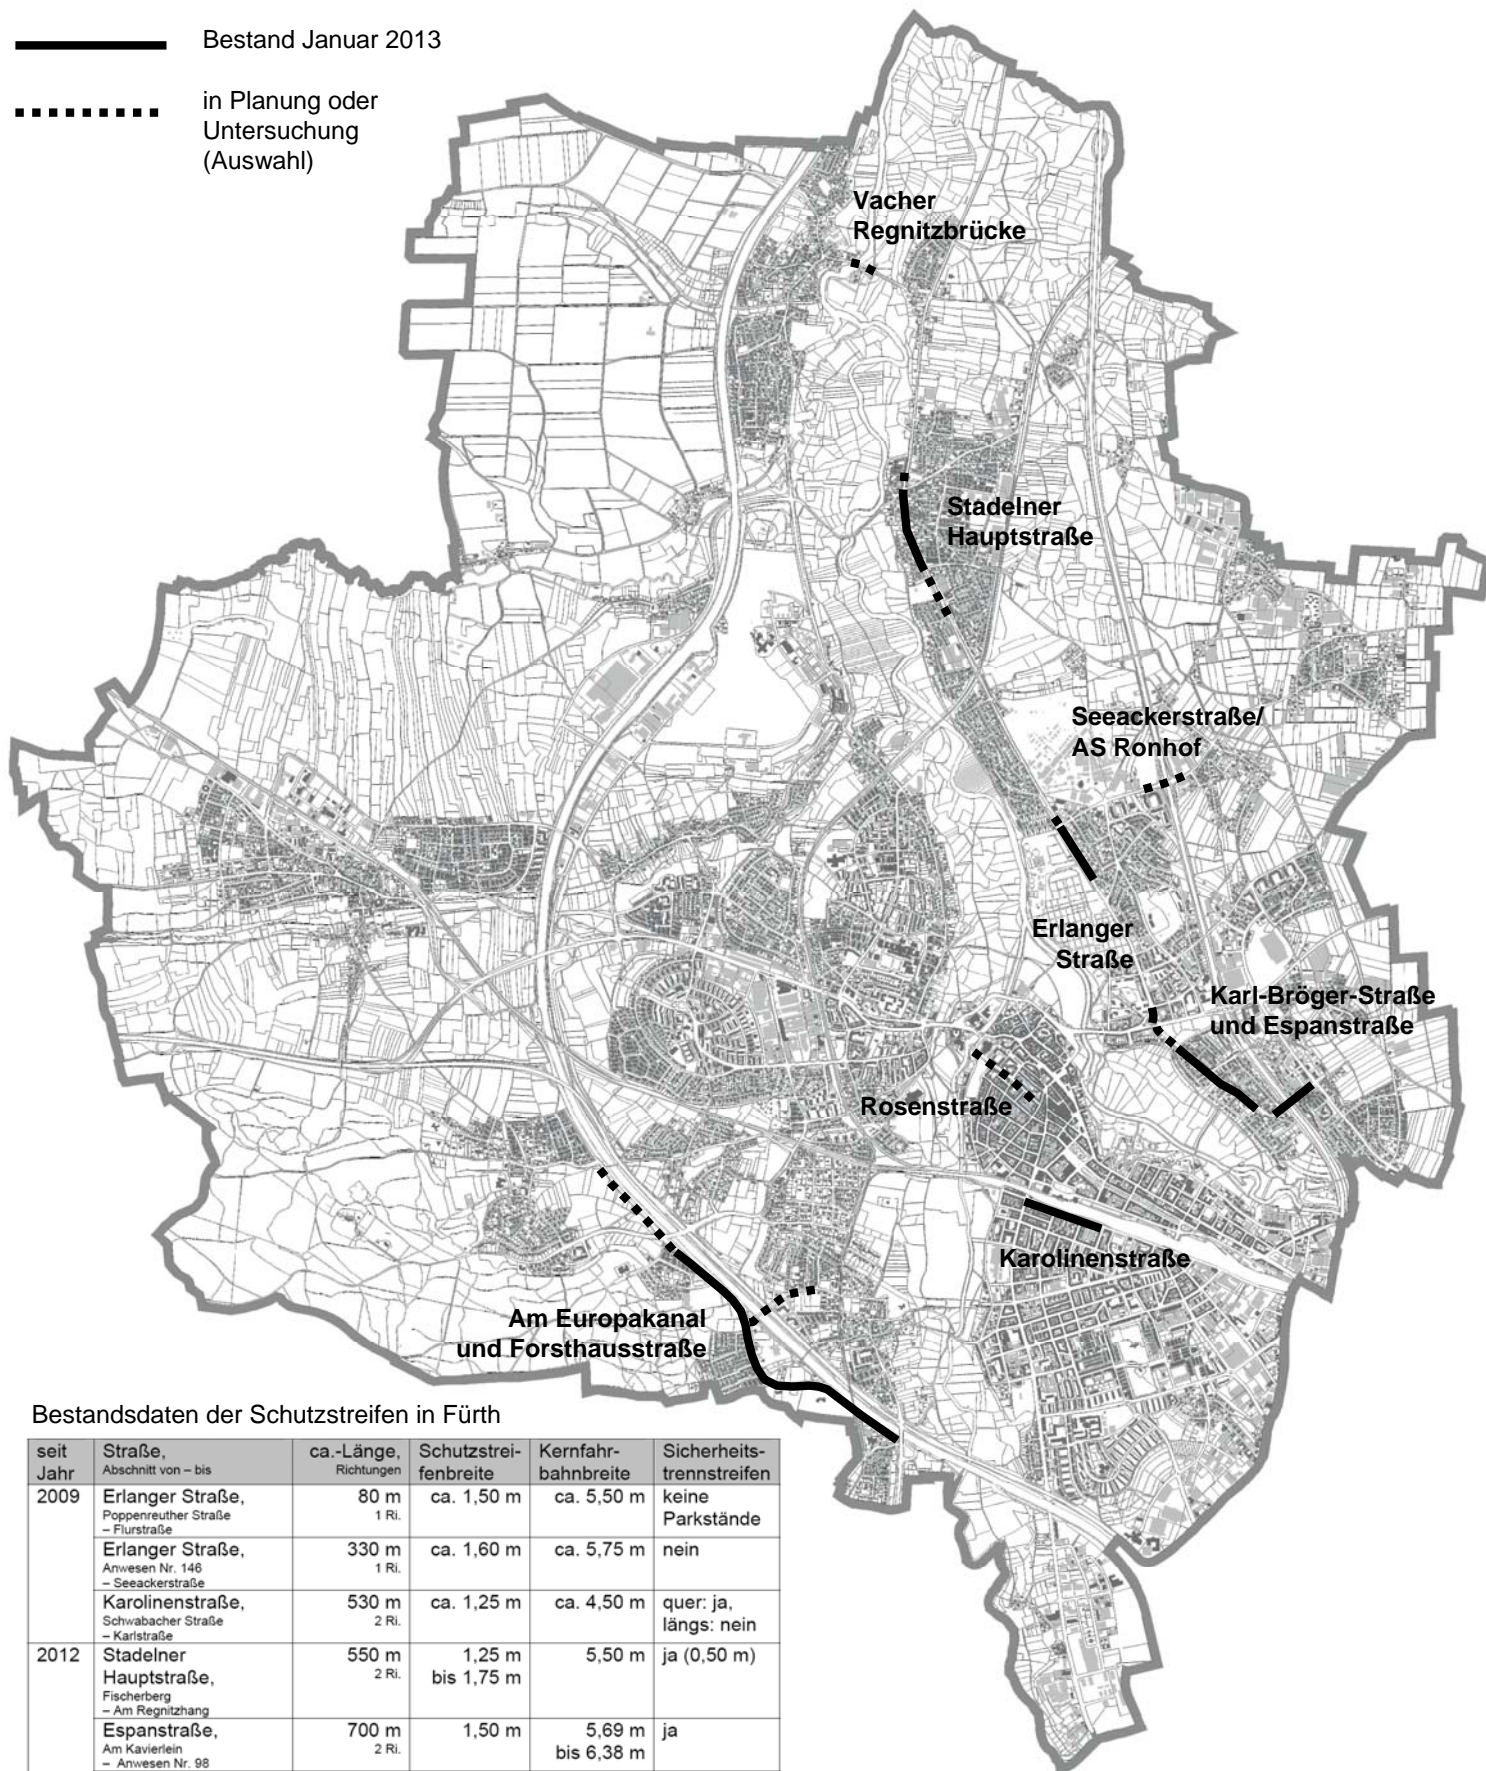 Bestand Januar 2013
in Planung oder
Untersuchung
(Auswahl)
Vacher
Regnitzbrücke
Stadelner
Hauptstraße
Seeackerstraße/
AS Ronhof
Erlanger
Straße
Karl-Bröger-Straße
und Espanstraße
Rosenstraße
Karolinenstraße
Am Europakanal
und Forsthausstraße
Bestandsdaten der Schutzstreifen in Fürth
seit Straße, ca.-Länge, Schutzstrei- Kernfahr- Sicherheits-
Jahr Abschnitt von – bis Richtungen fenbreite bahnbreite trennstreifen
2009 Erlanger Straße, 80 m ca. 1,50 m ca. 5,50 m keine
Poppenreuther Straße 1 Ri. Parkstände
– Flurstraße
Erlanger Straße, 330 m ca. 1,60 m ca. 5,75 m nein
Anwesen Nr. 146 1 Ri.
– Seeackerstraße
Karolinenstraße, 530 m ca. 1,25 m ca. 4,50 m quer: ja,
Schwabacher Straße 2 Ri. längs: nein
– Karlstraße
2012 Stadelner 550 m 1,25 m 5,50 m ja (0,50 m)
Hauptstraße, 2 Ri. bis 1,75 m
Fischerberg
– Am Regnitzhang
Espanstraße, 700 m 1,50 m 5,69 m ja
Am Kavierlein 2 Ri. bis 6,38 m
– Anwesen Nr. 98